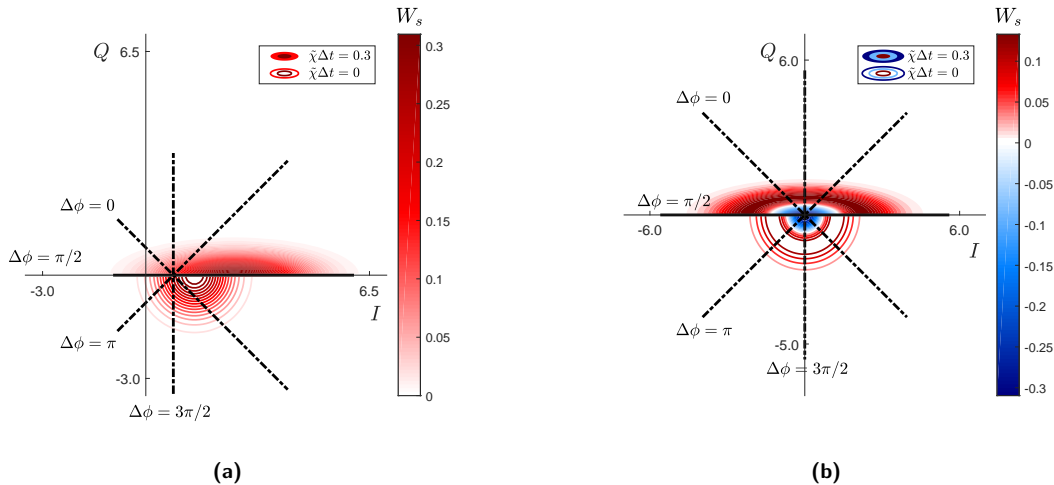 W_s
Q
6.5
χ̃Δt = 0.3
χ̃Δt = 0
0.3
0.25
0.2
0.15
0.1
0.05
0
Δϕ = 0
Δϕ = π/2
-3.0
6.5
I
Δϕ = π
-3.0
Δϕ = 3π/2
(a)
W_s
Q
6.0
χ̃Δt = 0.3
χ̃Δt = 0
0.1
0.05
0
-0.05
-0.1
-0.15
-0.2
-0.25
-0.3
Δϕ = 0
Δϕ = π/2
-6.0
6.0
I
Δϕ = π
-5.0
Δϕ = 3π/2
(b)